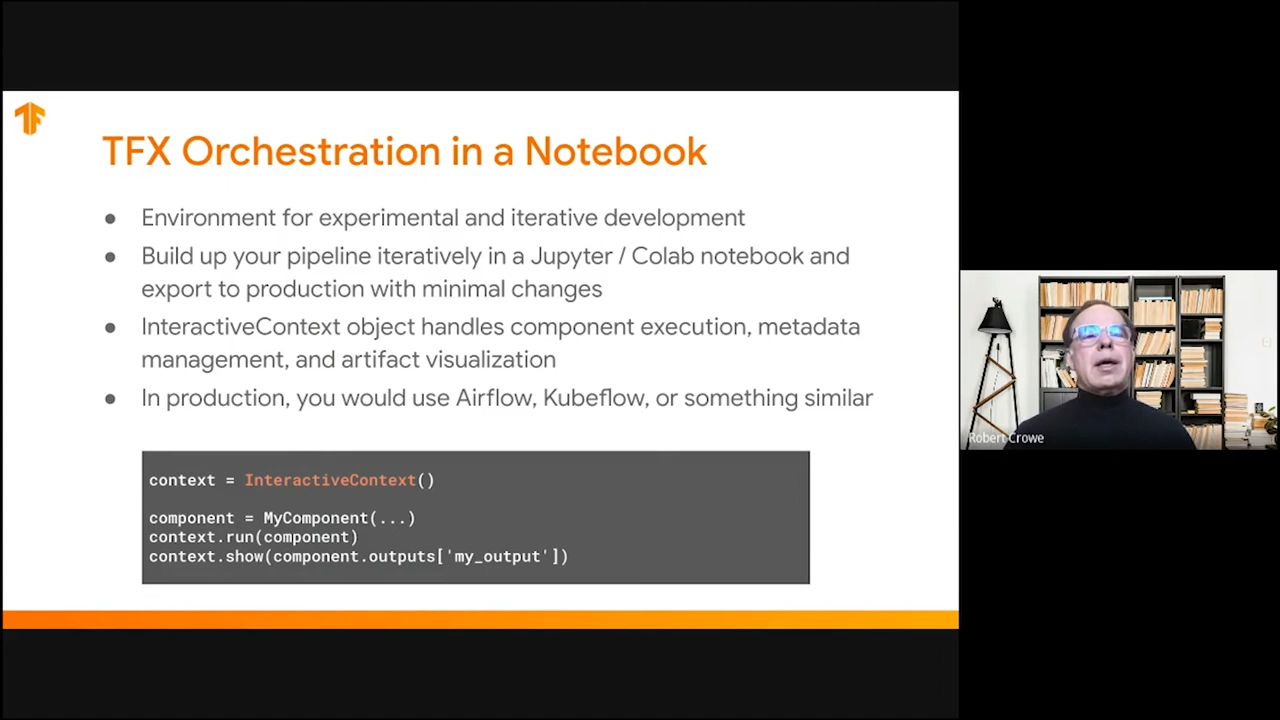 TFX Orchestration in a Notebook
● Environment for experimental and iterative development
● Build up your pipeline iteratively in a Jupyter / Colab notebook and
export to production with minimal changes
● InteractiveContext object handles component execution, metadata
management, and artifact visualization
● In production, you would use Airflow, Kubeflow, or something similar
context = InteractiveContext()
component = MyComponent(...)
context.run(component)
context.show(component.outputs['my_output'])
Robert Crowe